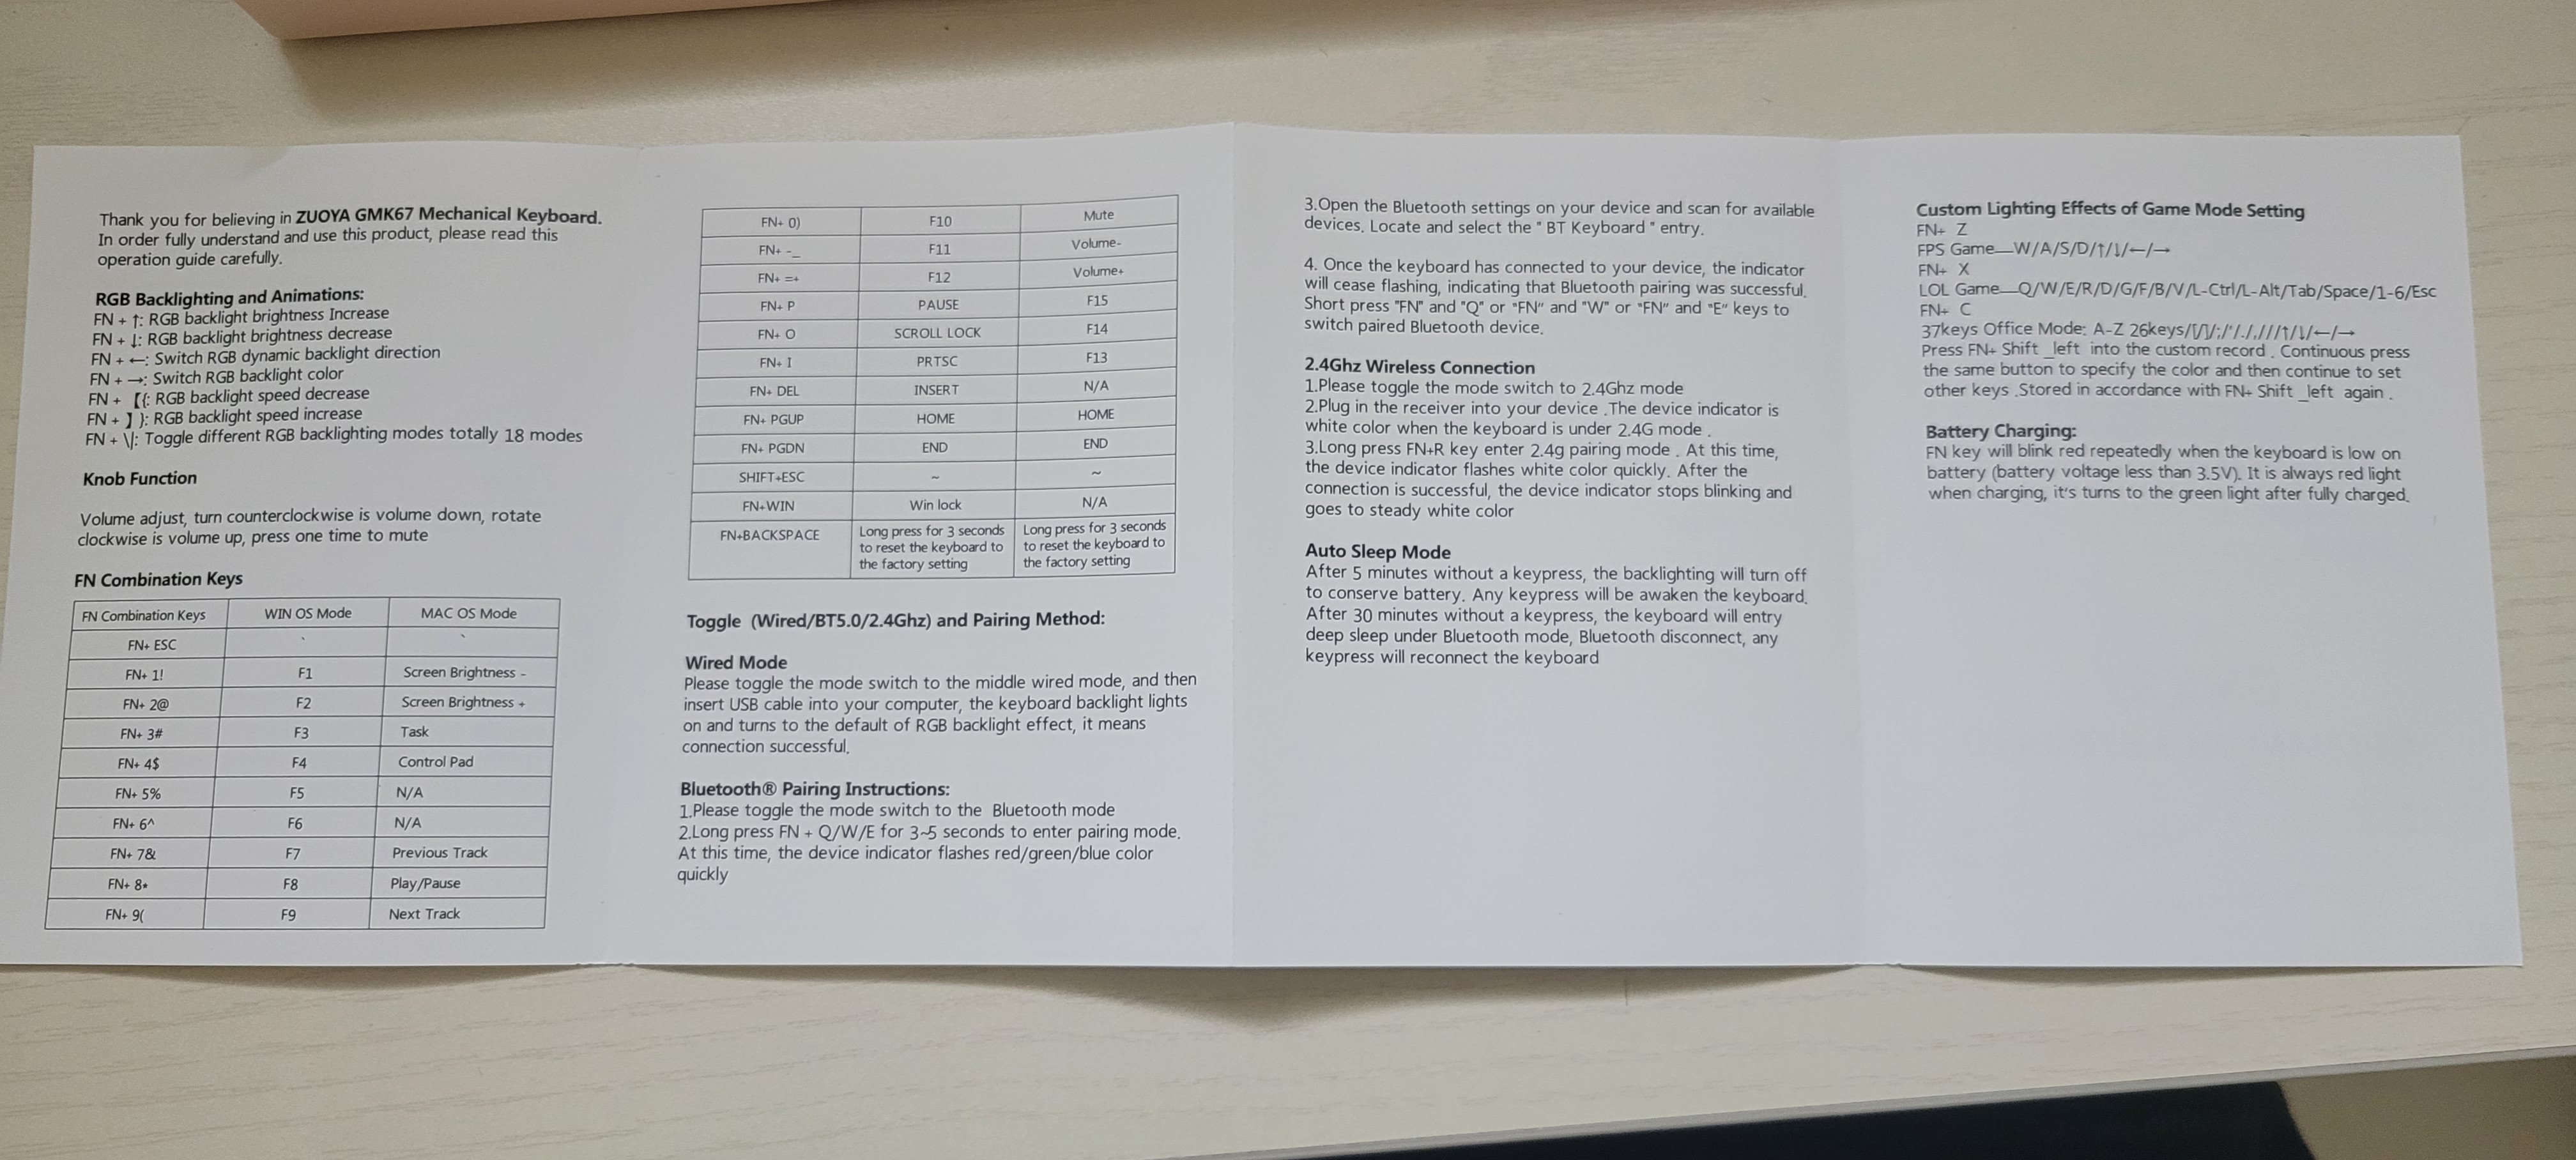 Thank you for believing in ZUOYA GMK67 Mechanical Keyboard.
In order fully understand and use this product, please read this
operation guide carefully.
RGB Backlighting and Animations:
FN + ↑: RGB backlight brightness Increase
FN + ↓: RGB backlight brightness decrease
FN + ←: Switch RGB dynamic backlight direction
FN + →: Switch RGB backlight color
FN + 【{: RGB backlight speed decrease
FN + 】}: RGB backlight speed increase
FN + \|: Toggle different RGB backlighting modes totally 18 modes
Knob Function
Volume adjust, turn counterclockwise is volume down, rotate
clockwise is volume up, press one time to mute
FN Combination Keys
FN Combination Keys WIN OS Mode MAC OS Mode
FN+ ESC ` `
FN+ 1! F1 Screen Brightness -
FN+ 2@ F2 Screen Brightness +
FN+ 3# F3 Task
FN+ 4$ F4 Control Pad
FN+ 5% F5 N/A
FN+ 6^ F6 N/A
FN+ 7& F7 Previous Track
FN+ 8* F8 Play/Pause
FN+ 9( F9 Next Track
FN+ 0) F10 Mute
FN+ -_ F11 Volume-
FN+ =+ F12 Volume+
FN+ P PAUSE F15
FN+ O SCROLL LOCK F14
FN+ I PRTSC F13
FN+ DEL INSERT N/A
FN+ PGUP HOME HOME
FN+ PGDN END END
SHIFT+ESC ~ ~
FN+WIN Win lock N/A
FN+BACKSPACE Long press for 3 seconds Long press for 3 seconds
to reset the keyboard to to reset the keyboard to
the factory setting the factory setting
Toggle (Wired/BT5.0/2.4Ghz) and Pairing Method:
Wired Mode
Please toggle the mode switch to the middle wired mode, and then
insert USB cable into your computer, the keyboard backlight lights
on and turns to the default of RGB backlight effect, it means
connection successful.
Bluetooth® Pairing Instructions:
1.Please toggle the mode switch to the Bluetooth mode
2.Long press FN + Q/W/E for 3~5 seconds to enter pairing mode.
At this time, the device indicator flashes red/green/blue color
quickly
3.Open the Bluetooth settings on your device and scan for available
devices. Locate and select the " BT Keyboard " entry.
4. Once the keyboard has connected to your device, the indicator
will cease flashing, indicating that Bluetooth pairing was successful.
Short press "FN" and "Q" or "FN" and "W" or "FN" and "E" keys to
switch paired Bluetooth device.
2.4Ghz Wireless Connection
1.Please toggle the mode switch to 2.4Ghz mode
2.Plug in the receiver into your device .The device indicator is
white color when the keyboard is under 2.4G mode .
3.Long press FN+R key enter 2.4g pairing mode . At this time,
the device indicator flashes white color quickly. After the
connection is successful, the device indicator stops blinking and
goes to steady white color
Auto Sleep Mode
After 5 minutes without a keypress, the backlighting will turn off
to conserve battery. Any keypress will be awaken the keyboard.
After 30 minutes without a keypress, the keyboard will entry
deep sleep under Bluetooth mode, Bluetooth disconnect, any
keypress will reconnect the keyboard
Custom Lighting Effects of Game Mode Setting
FN+ Z
FPS Game—W/A/S/D/↑/↓/←/→
FN+ X
LOL Game—Q/W/E/R/D/G/F/B/V/L-Ctrl/L-Alt/Tab/Space/1-6/Esc
FN+ C
37keys Office Mode: A-Z 26keys/[/]/;/'/,/.///↑/↓/←/→
Press FN+ Shift _left into the custom record . Continuous press
the same button to specify the color and then continue to set
other keys .Stored in accordance with FN+ Shift _left again .
Battery Charging:
FN key will blink red repeatedly when the keyboard is low on
battery (battery voltage less than 3.5V). It is always red light
when charging, it's turns to the green light after fully charged.